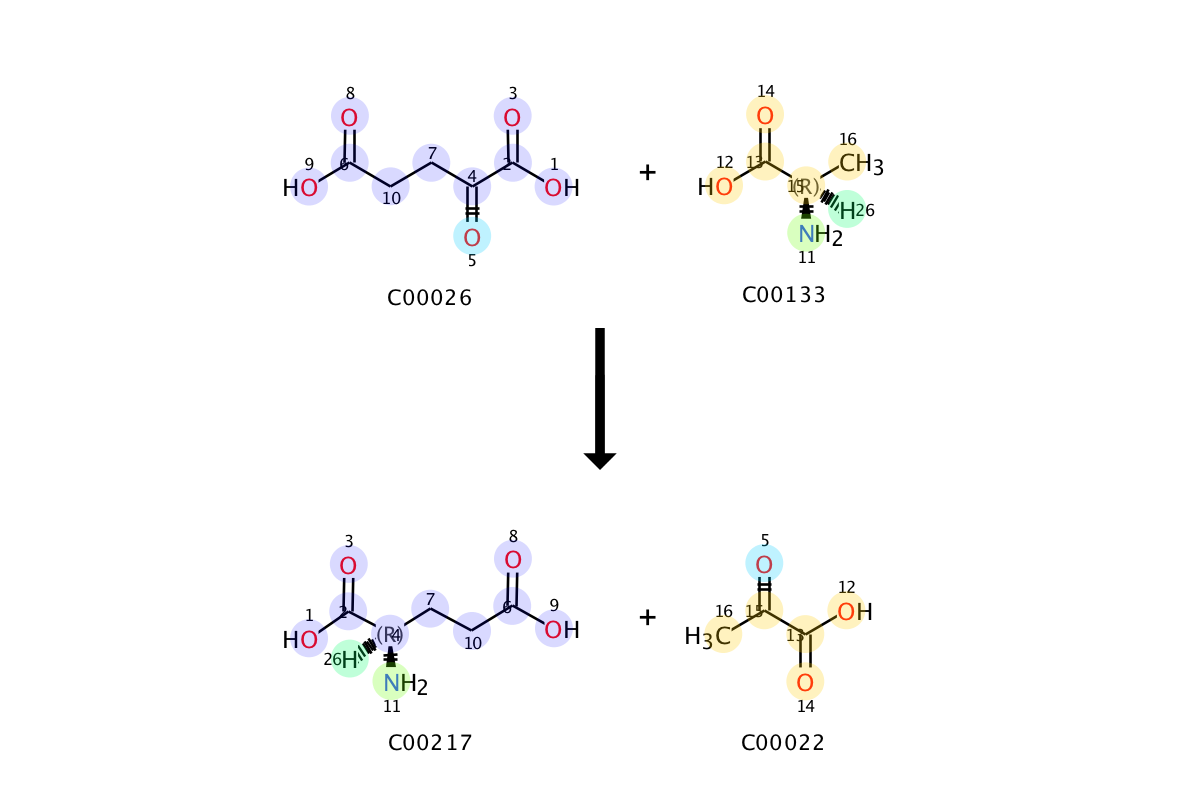 8 3 14
O O O 16
9 6 7 4 2 1 + 12 13 CH3
HO 10 OH HO 15 (R) H26
O NH2
5 11
C00026 C00133
3 8 5
O O O 12
1 2 7 6 9 + 16 15 OH
HO (R) 4 10 OH H3C 13
26H NH2 O
11 14
C00217 C00022